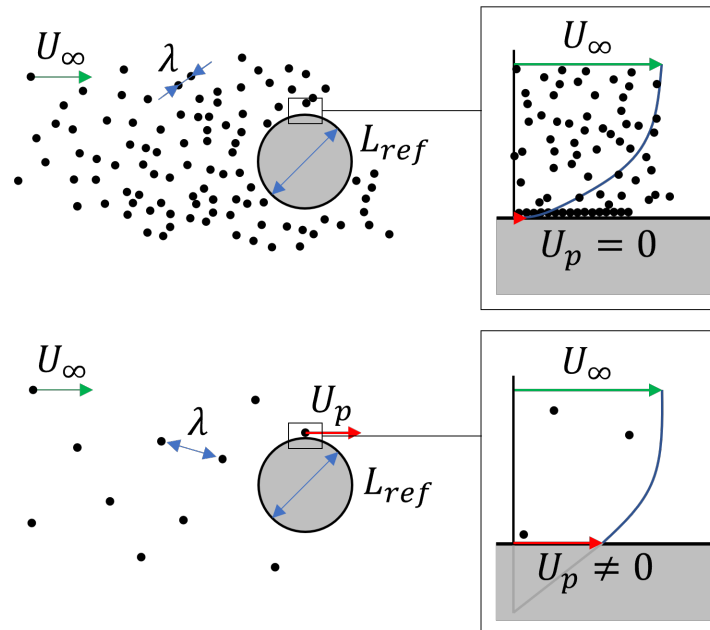 U∞
λ
L_ref
U∞
U_p = 0
U∞
λ
U_p
L_ref
U∞
U_p ≠ 0